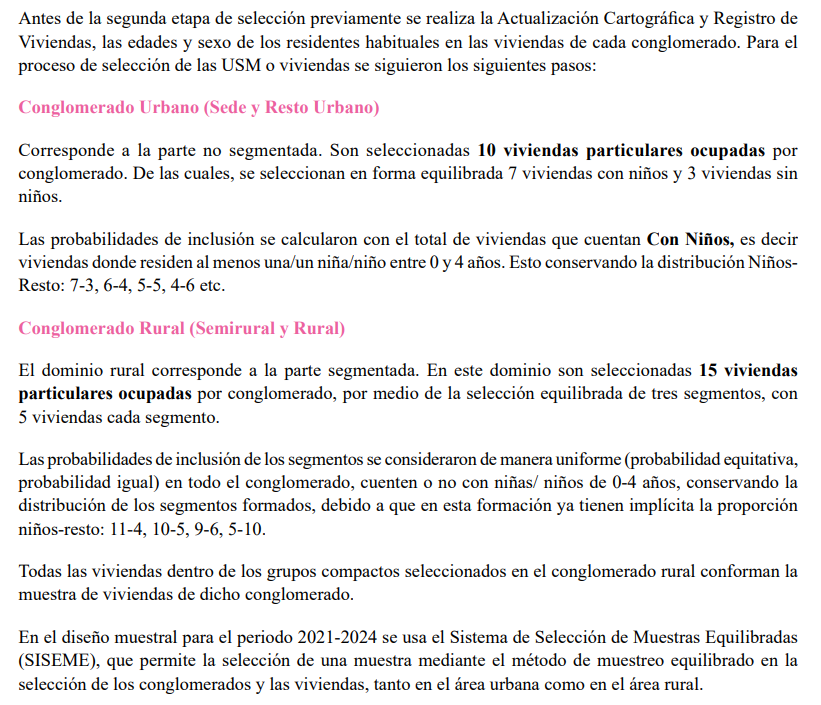 Antes de la segunda etapa de selección previamente se realiza la Actualización Cartográfica y Registro de
Viviendas, las edades y sexo de los residentes habituales en las viviendas de cada conglomerado. Para el
proceso de selección de las USM o viviendas se siguieron los siguientes pasos:
Conglomerado Urbano (Sede y Resto Urbano)
Corresponde a la parte no segmentada. Son seleccionadas 10 viviendas particulares ocupadas por
conglomerado. De las cuales, se seleccionan en forma equilibrada 7 viviendas con niños y 3 viviendas sin
niños.
Las probabilidades de inclusión se calcularon con el total de viviendas que cuentan Con Niños, es decir
viviendas donde residen al menos una/un niña/niño entre 0 y 4 años. Esto conservando la distribución Niños-
Resto: 7-3, 6-4, 5-5, 4-6 etc.
Conglomerado Rural (Semirural y Rural)
El dominio rural corresponde a la parte segmentada. En este dominio son seleccionadas 15 viviendas
particulares ocupadas por conglomerado, por medio de la selección equilibrada de tres segmentos, con
5 viviendas cada segmento.
Las probabilidades de inclusión de los segmentos se consideraron de manera uniforme (probabilidad equitativa,
probabilidad igual) en todo el conglomerado, cuenten o no con niñas/ niños de 0-4 años, conservando la
distribución de los segmentos formados, debido a que en esta formación ya tienen implícita la proporción
niños-resto: 11-4, 10-5, 9-6, 5-10.
Todas las viviendas dentro de los grupos compactos seleccionados en el conglomerado rural conforman la
muestra de viviendas de dicho conglomerado.
En el diseño muestral para el periodo 2021-2024 se usa el Sistema de Selección de Muestras Equilibradas
(SISEME), que permite la selección de una muestra mediante el método de muestreo equilibrado en la
selección de los conglomerados y las viviendas, tanto en el área urbana como en el área rural.